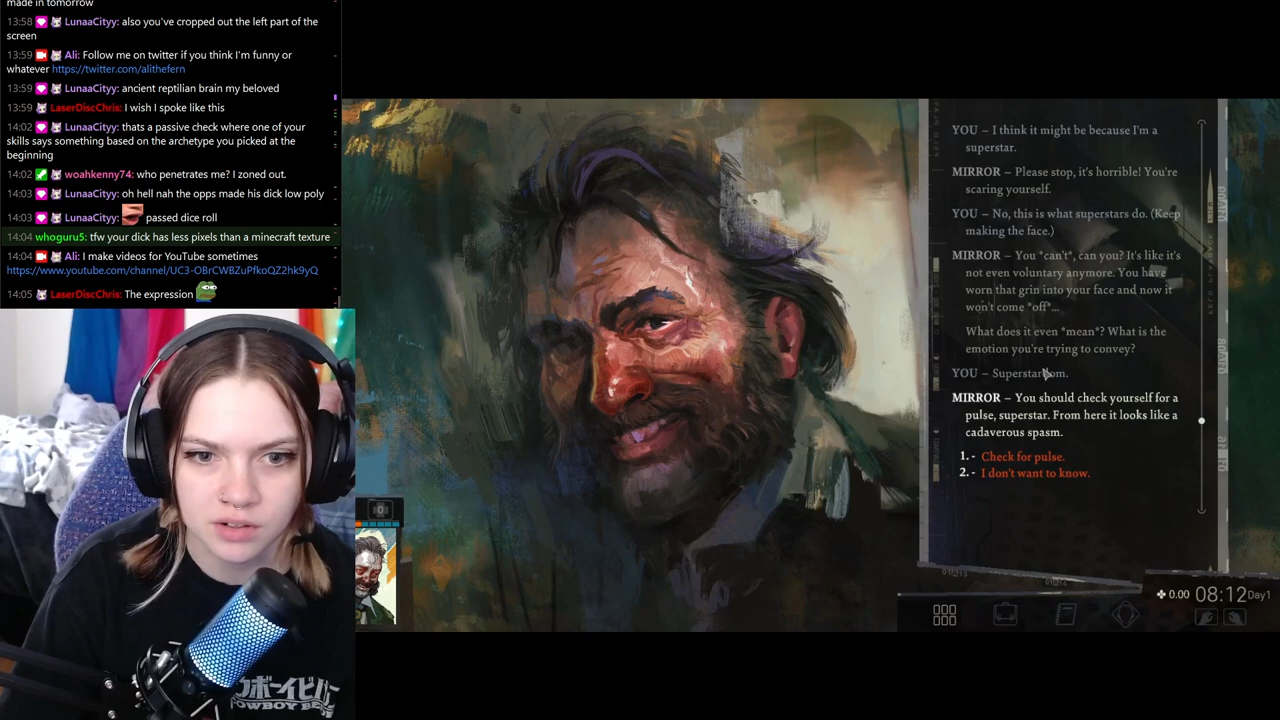 made in tomorrow
13:58 LunaaCityy: also you've cropped out the left part of the
screen
13:59 Ali: Follow me on twitter if you think I'm funny or
whatever https://twitter.com/alithefern
13:59 LunaaCityy: ancient reptilian brain my beloved
13:59 LaserDiscChris: I wish I spoke like this
14:02 LunaaCityy: thats a passive check where one of your
skills says something based on the archetype you picked at the
beginning
14:02 woahkenny74: who penetrates me? I zoned out.
14:03 LunaaCityy: oh hell nah the opps made his dick low poly
14:03 LunaaCityy: passed dice roll
14:04 whoguru5: tfw your dick has less pixels than a minecraft texture
14:04 Ali: I make videos for YouTube sometimes
https://www.youtube.com/channel/UC3-OBrCWBZuPfkoQZ2hk9yQ
14:05 LaserDiscChris: The expression
YOU – I think it might be because I'm a
superstar.
MIRROR – Please stop, it's horrible! You're
scaring yourself.
YOU – No, this is what superstars do. (Keep
making the face.)
MIRROR – You *can't*, can you? It's like it's
not even voluntary anymore. You have
worn that grin into your face and now it
won't come *off*...
What does it even *mean*? What is the
emotion you're trying to convey?
YOU – Superstardom.
MIRROR – You should check yourself for a
pulse, superstar. From here it looks like a
cadaverous spasm.
1. - Check for pulse.
2. - I don't want to know.
0
0.00 08:12 Day1